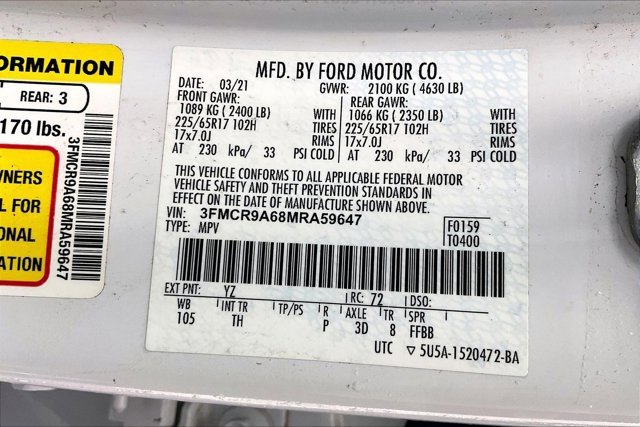 ORMATION
REAR: 3
170 lbs.
WNERS
L FOR
ONAL
TION
3FMCR9A68MRA59647
MFD. BY FORD MOTOR CO.
DATE: 03/21 GVWR: 2100 KG ( 4630 LB)
FRONT GAWR: REAR GAWR:
1089 KG ( 2400 LB) 1066 KG ( 2350 LB)
225/65R17 102H WITH TIRES 225/65R17 102H WITH TIRES
17x7.0J RIMS 17x7.0J RIMS
AT 230 kPa/ 33 PSI COLD AT 230 kPa/ 33 PSI COLD
THIS VEHICLE CONFORMS TO ALL APPLICABLE FEDERAL MOTOR
VEHICLE SAFETY AND THEFT PREVENTION STANDARDS IN
EFFECT ON THE DATE OF MANUFACTURE SHOWN ABOVE.
VIN: 3FMCR9A68MRA59647 F0159
TYPE: MPV T0400
EXT PNT: YZ RC: 72 DSO:
WB INT TR TP/PS R AXLE TR SPR
105 TH P 3D 8 FFBB
UTC ▽ 5U5A-1520472-BA